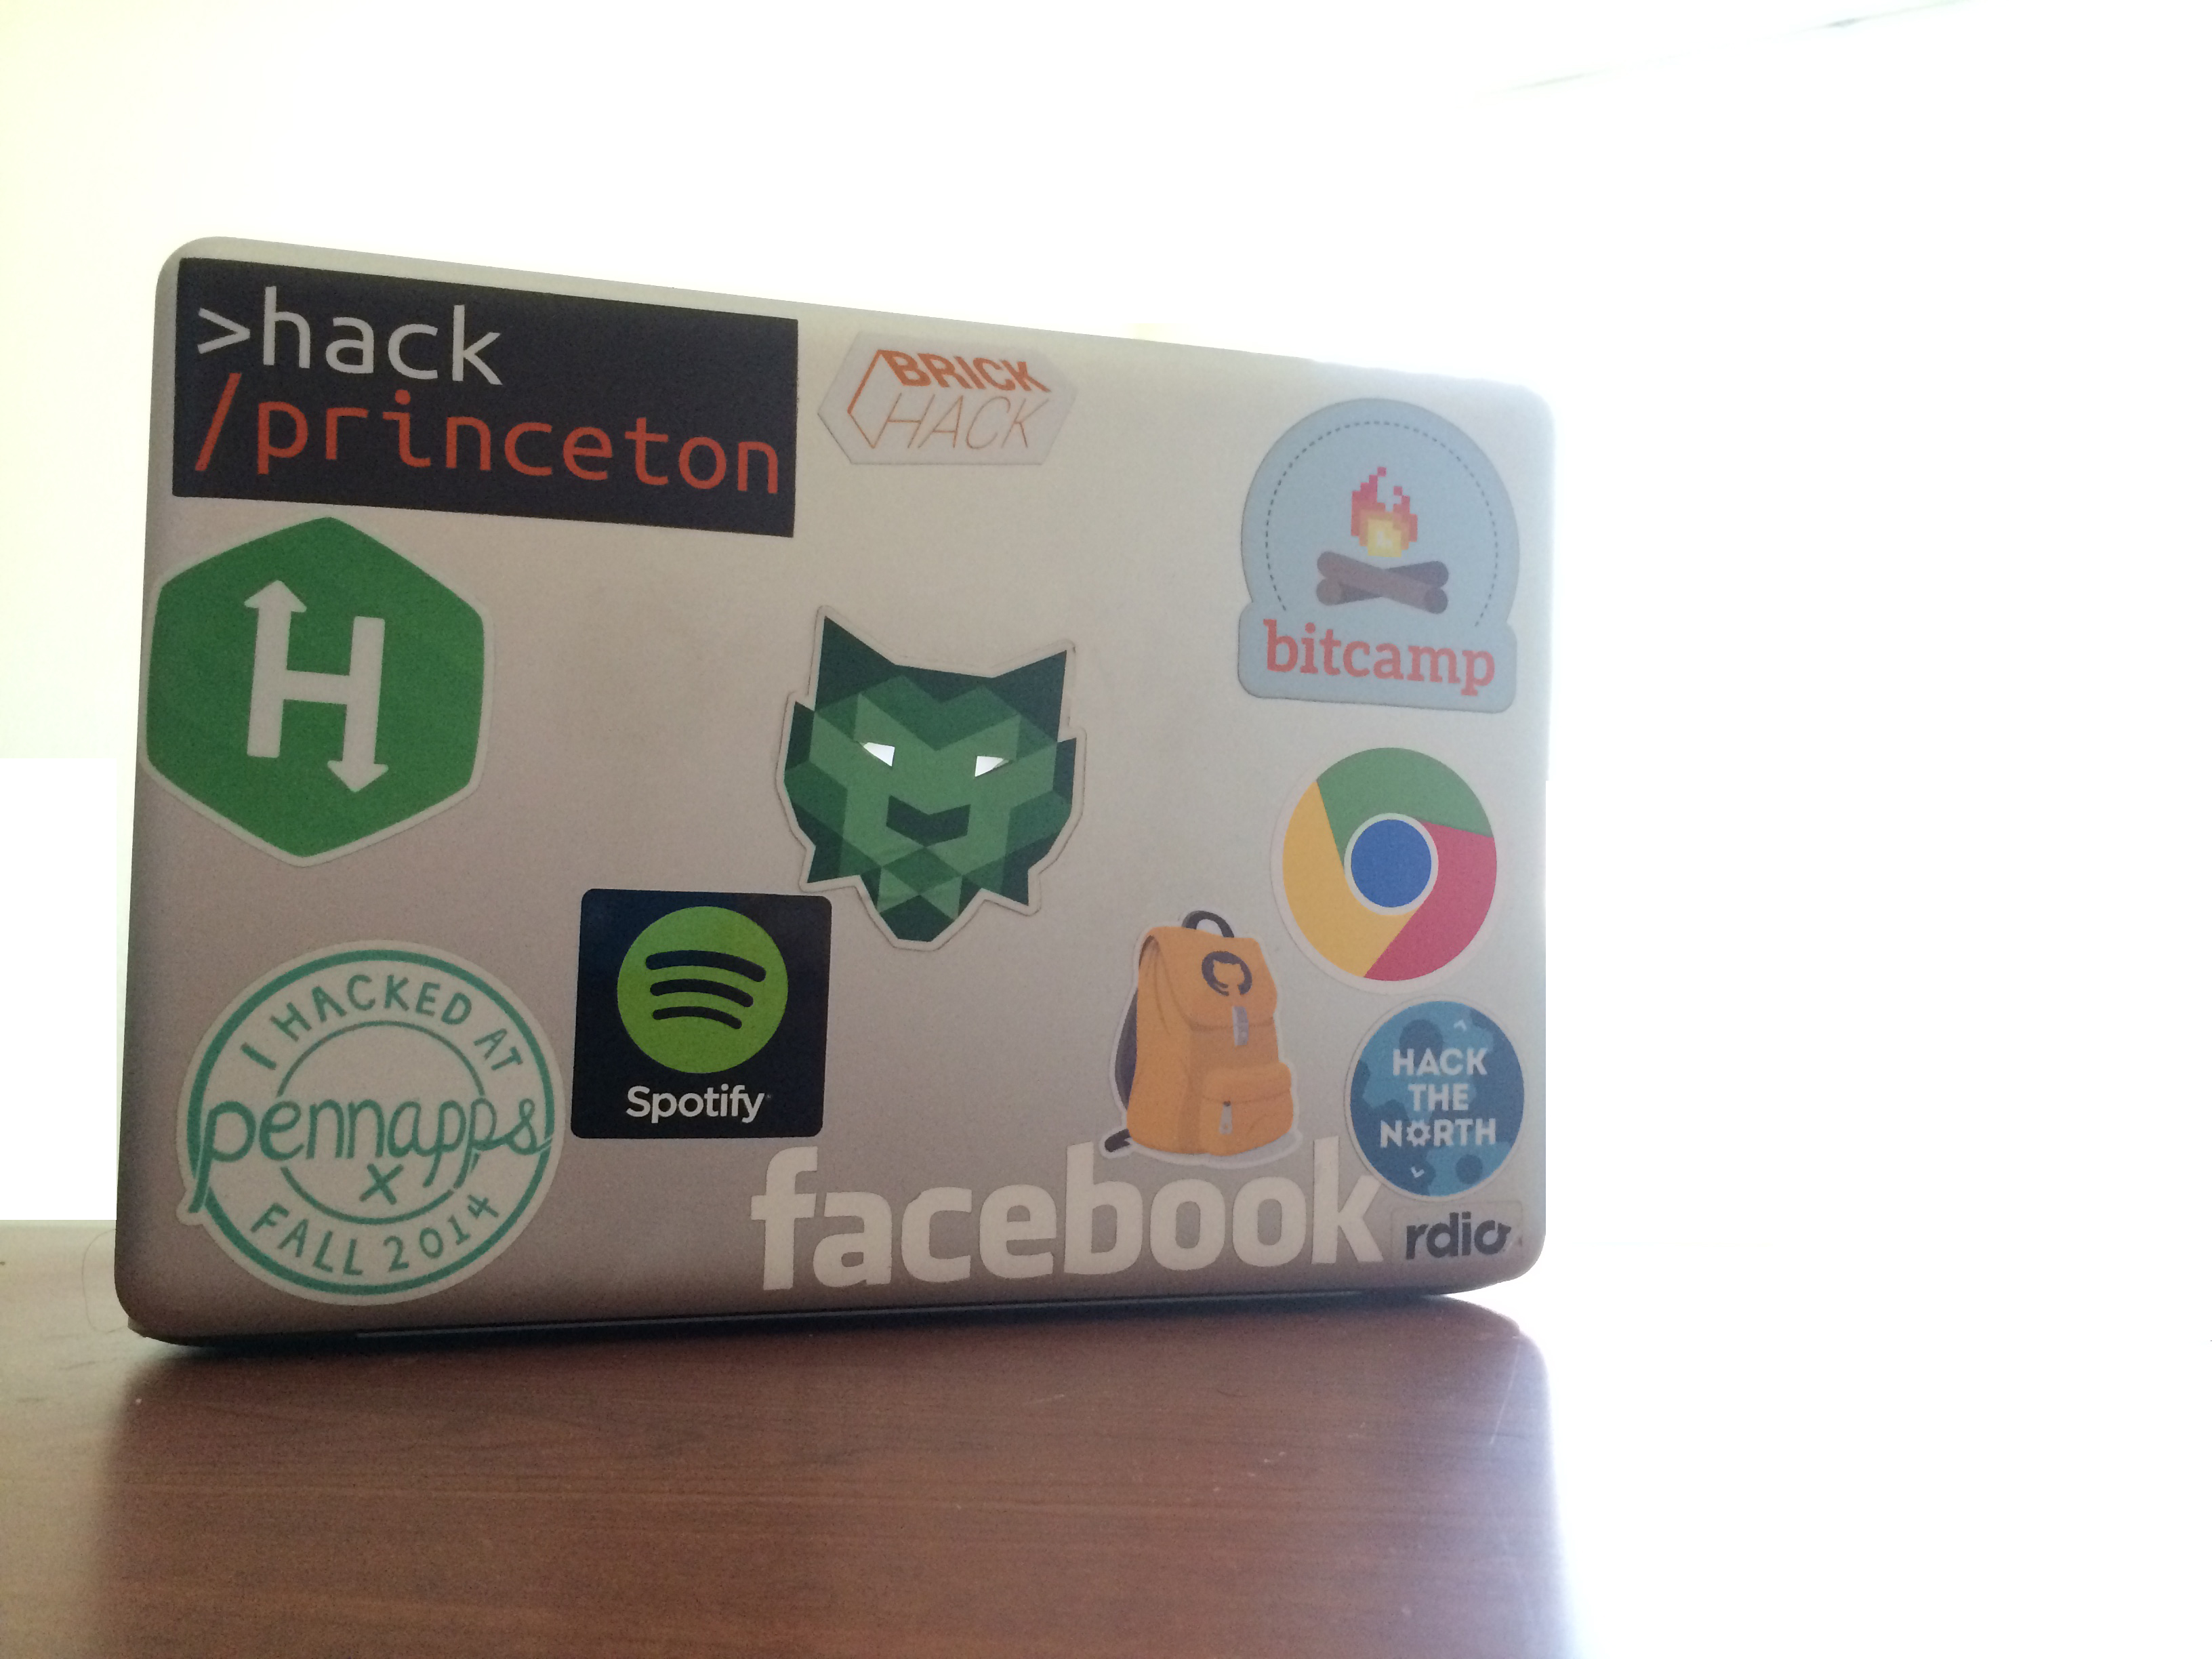 >hack
/princeton
BRICK
HACK
bitcamp
H
I HACKED AT
pennapps
X
FALL 2014
Spotify
HACK
THE
NORTH
facebook
rdio